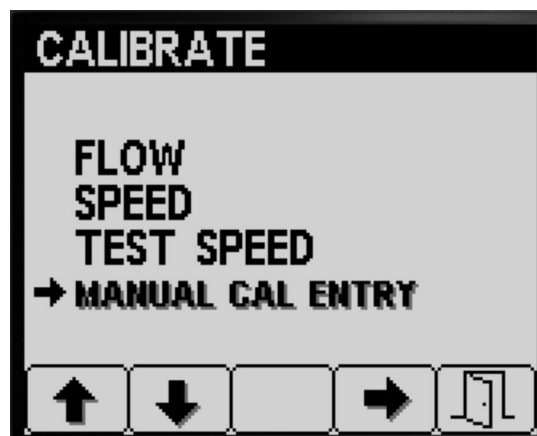 CALIBRATE
FLOW
SPEED
TEST SPEED
MANUAL CAL ENTRY